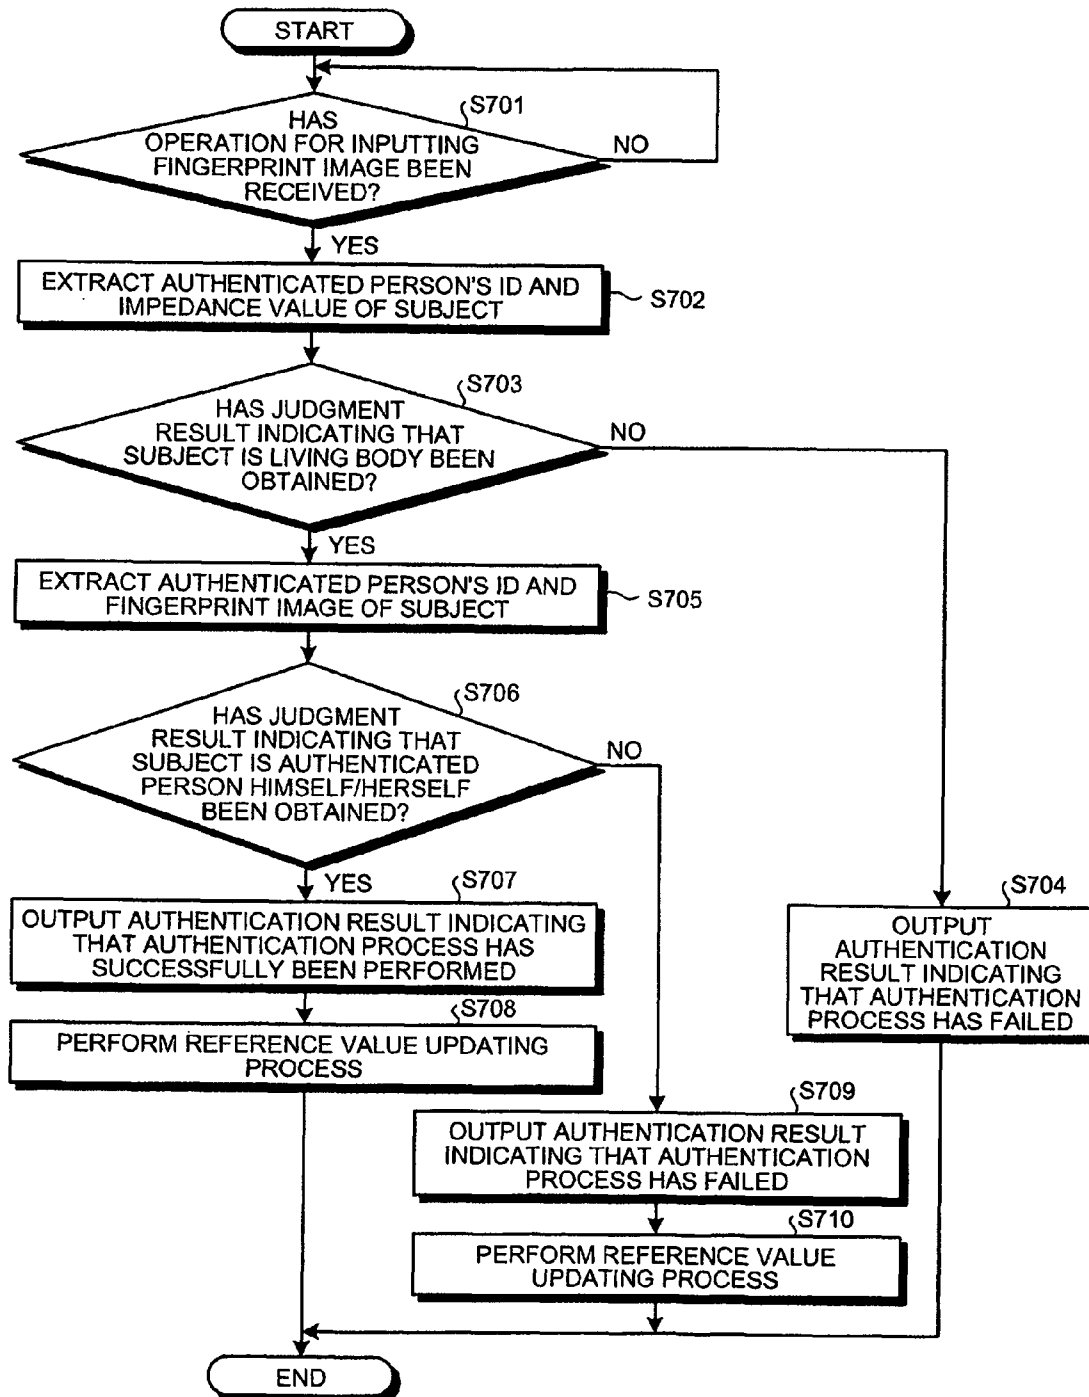 START
S701
HAS
OPERATION FOR INPUTTING
FINGERPRINT IMAGE BEEN
RECEIVED?
NO
YES
EXTRACT AUTHENTICATED PERSON'S ID AND
IMPEDANCE VALUE OF SUBJECT
S702
S703
HAS JUDGMENT
RESULT INDICATING THAT
SUBJECT IS LIVING BODY BEEN
OBTAINED?
NO
YES
EXTRACT AUTHENTICATED PERSON'S ID AND
FINGERPRINT IMAGE OF SUBJECT
S705
S706
HAS JUDGMENT
RESULT INDICATING THAT
SUBJECT IS AUTHENTICATED
PERSON HIMSELF/HERSELF
BEEN OBTAINED?
NO
YES
S707
OUTPUT AUTHENTICATION RESULT INDICATING
THAT AUTHENTICATION PROCESS HAS
SUCCESSFULLY BEEN PERFORMED
S704
OUTPUT
AUTHENTICATION
RESULT INDICATING
THAT AUTHENTICATION
PROCESS HAS FAILED
S708
PERFORM REFERENCE VALUE UPDATING
PROCESS
S709
OUTPUT AUTHENTICATION RESULT
INDICATING THAT AUTHENTICATION
PROCESS HAS FAILED
S710
PERFORM REFERENCE VALUE
UPDATING PROCESS
END